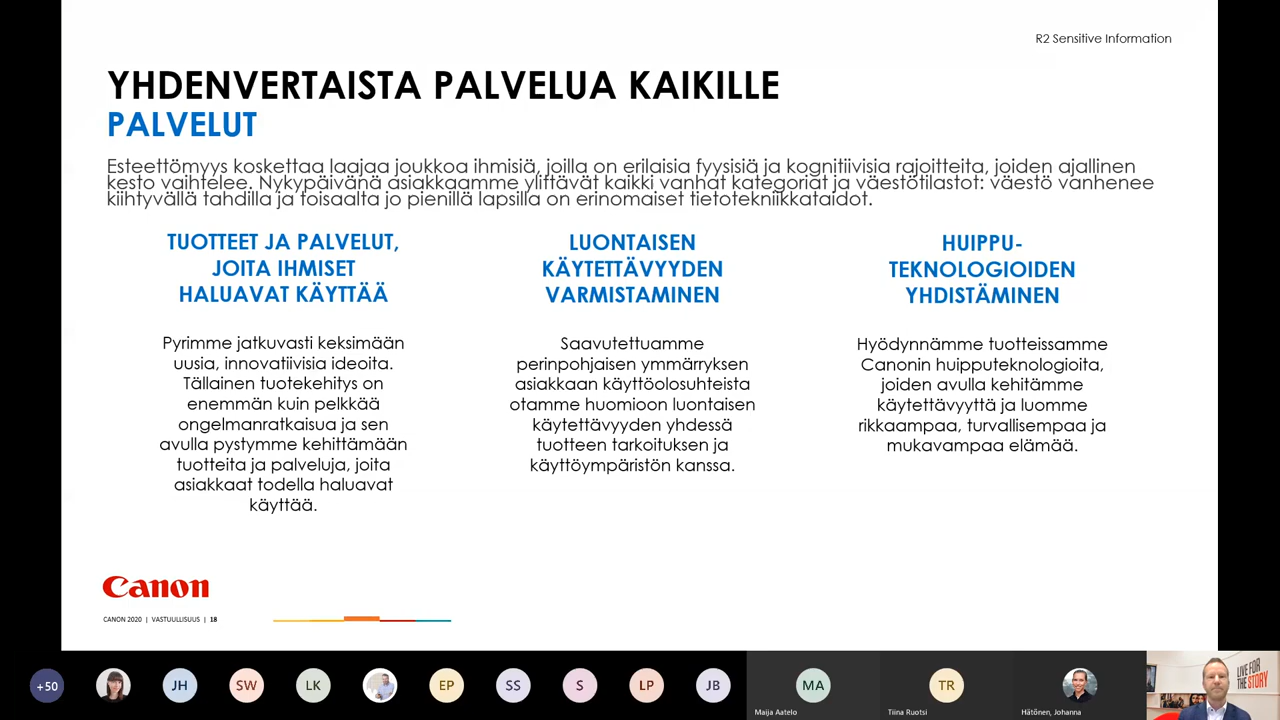 R2 Sensitive Information
YHDENVERTAISTA PALVELUA KAIKILLE
PALVELUT
Esteettömyys koskettaa laajaa joukkoa ihmisiä, joilla on erilaisia fyysisiä ja kognitiivisia rajoitteita, joiden ajallinen
kesto vaihtelee. Nykypäivänä asiakkaamme ylittävät kaikki vanhat kategoriat ja väestötilastot: väestö vanhenee
kiihtyvällä tahdilla ja toisaalta jo pienillä lapsilla on erinomaiset tietotekniikkataidot.
TUOTTEET JA PALVELUT,
JOITA IHMISET
HALUAVAT KÄYTTÄÄ
Pyrimme jatkuvasti keksimään
uusia, innovatiivisia ideoita.
Tällainen tuotekehitys on
enemmän kuin pelkkää
ongelmanratkaisua ja sen
avulla pystymme kehittämään
tuotteita ja palveluja, joita
asiakkaat todella haluavat
käyttää.
LUONTAISEN
KÄYTETTÄVYYDEN
VARMISTAMINEN
Saavutettuamme
perinpohjaisen ymmärryksen
asiakkaan käyttöolosuhteista
otamme huomioon luontaisen
käytettävyyden yhdessä
tuotteen tarkoituksen ja
käyttöympäristön kanssa.
HUIPPU-
TEKNOLOGIOIDEN
YHDISTÄMINEN
Hyödynnämme tuotteissamme
Canonin huipputeknologioita,
joiden avulla kehitämme
käytettävyyttä ja luomme
rikkaampaa, turvallisempaa ja
mukavampaa elämää.
Canon
CANON 2020 | VASTUULLISUUS | 18
+50
JH
SW
LK
EP
SS
S
LP
JB
MA
Maija Aatelo
TR
Tiina Ruotsi
Hätönen, Johanna
LIVE FOR
THE STORY